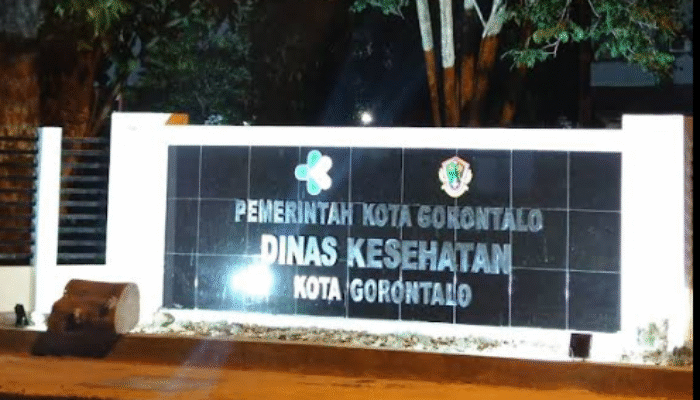 PEMERINTAH KOTA GORONTALO
DINAS KESEHATAN
KOTA GORONTALO